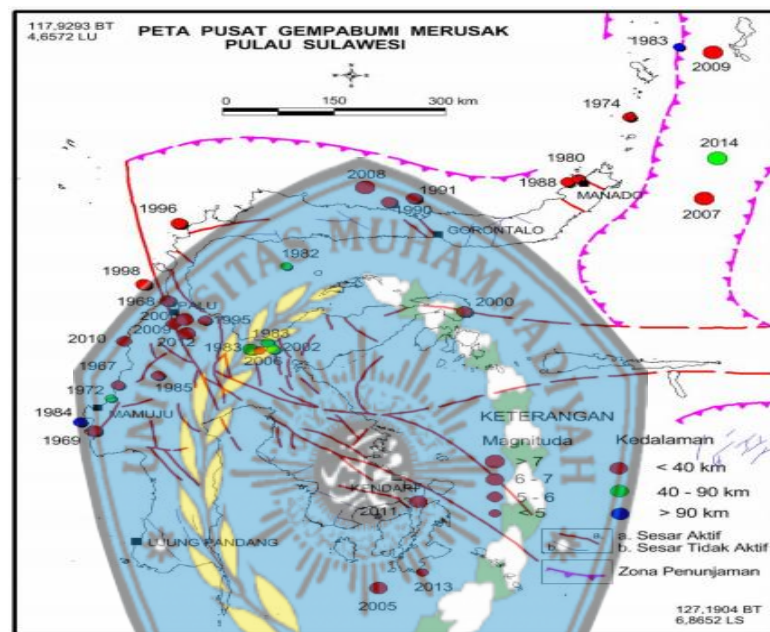 117,9293 BT
4,6572 LU
PETA PUSAT GEMPABUMI MERUSAK
PULAU SULAWESI
0 150 300 km
1983
2009
1974
2014
1980
1988
MANADO
2007
2008
1991
1990
1996
GORONTALO
1982
1998
1968
PALU
2000
1995
2009
2012
2010
1983
1983
2002
2006
1967
1985
1972
MAMUJU
1984
1969
KETERANGAN
Magnituda
Kedalaman
> 7
6 - 7
5 - 6
< 5
< 40 km
40 - 90 km
> 90 km
a
b
a. Sesar Aktif
b. Sesar Tidak Aktif
Zona Penunjaman
KENDARI
2011
UJUNG PANDANG
2013
2005
127,1904 BT
6,8652 LS
UNIVERSITAS MUHAMMADIYAH